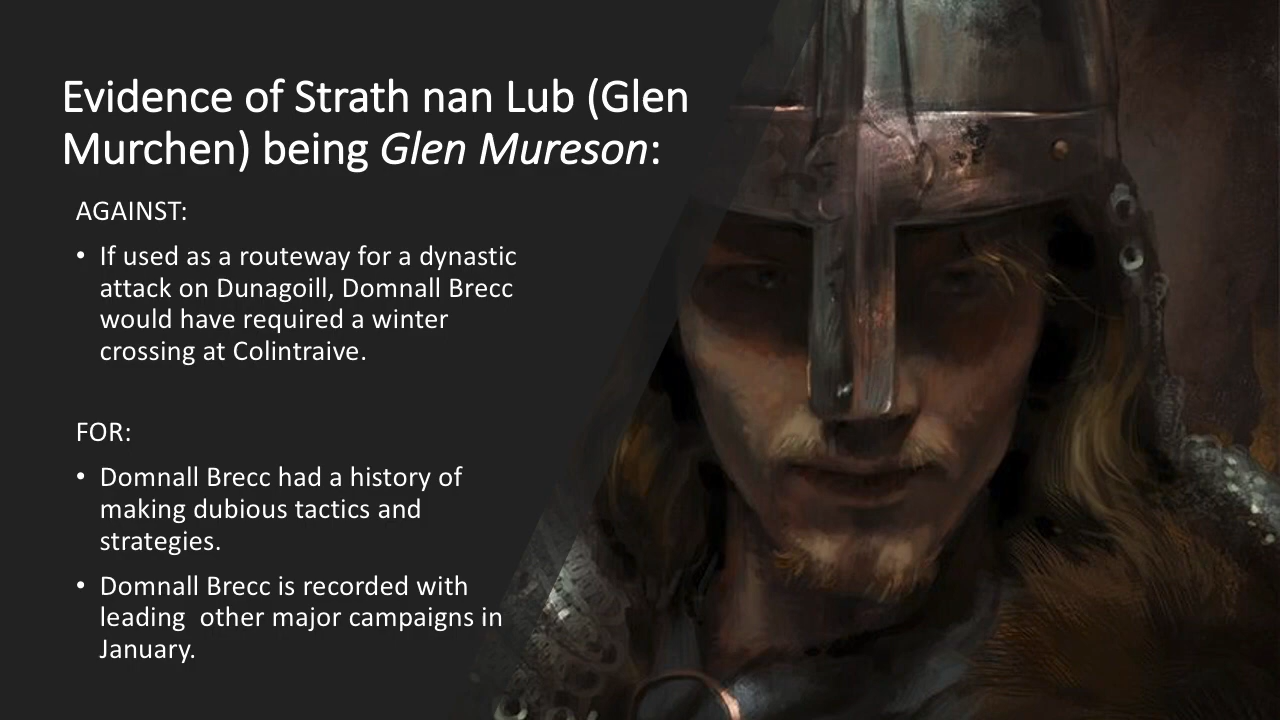 Evidence of Strath nan Lub (Glen
Murchen) being Glen Mureson:
AGAINST:
• If used as a routeway for a dynastic
attack on Dunagoill, Domnall Brecc
would have required a winter
crossing at Colintraive.
FOR:
• Domnall Brecc had a history of
making dubious tactics and
strategies.
• Domnall Brecc is recorded with
leading  other major campaigns in
January.